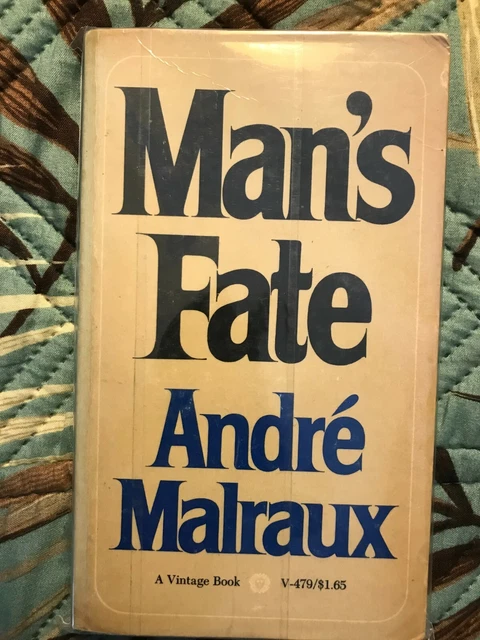 Man's
Fate
André
Malraux
A Vintage Book V-479/$1.65